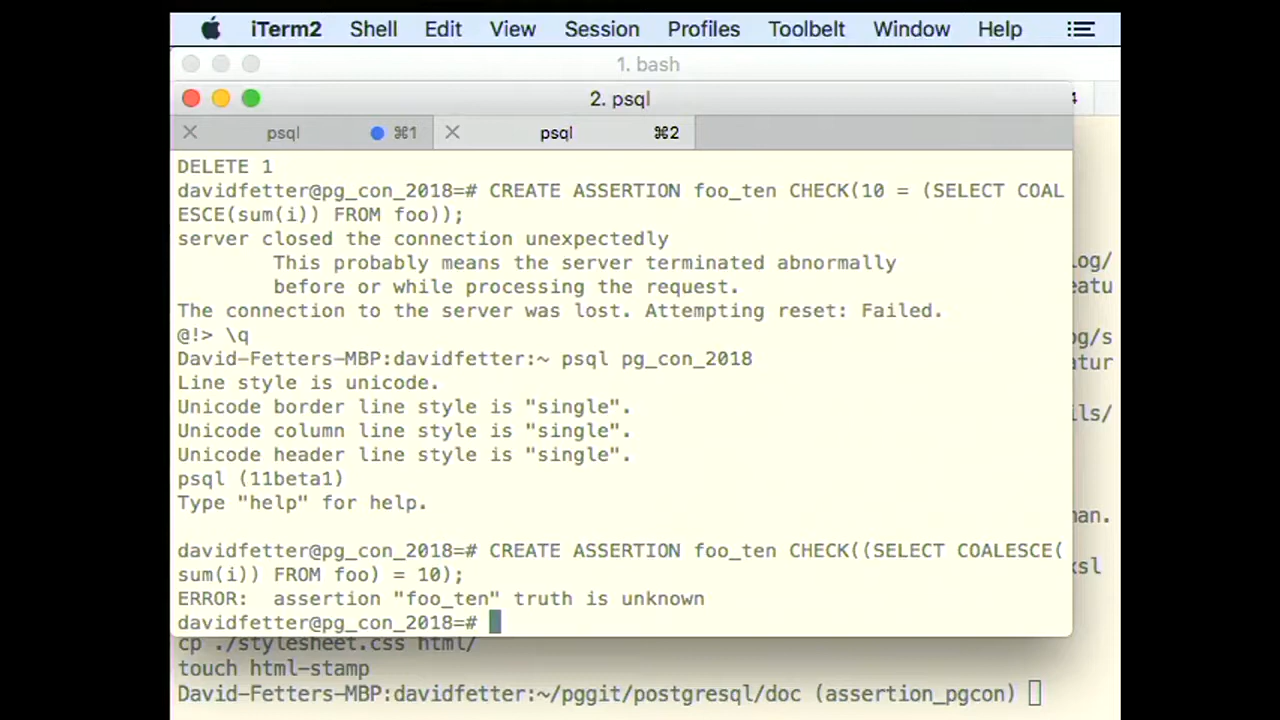 iTerm2 Shell Edit View Session Profiles Toolbelt Window Help
1. bash
2. psql
psql ⌘1 psql ⌘2
DELETE 1
davidfetter@pg_con_2018=# CREATE ASSERTION foo_ten CHECK(10 = (SELECT COAL
ESCE(sum(i)) FROM foo));
server closed the connection unexpectedly
This probably means the server terminated abnormally
before or while processing the request.
The connection to the server was lost. Attempting reset: Failed.
@!> \q
David-Fetters-MBP:davidfetter:~ psql pg_con_2018
Line style is unicode.
Unicode border line style is "single".
Unicode column line style is "single".
Unicode header line style is "single".
psql (11beta1)
Type "help" for help.
davidfetter@pg_con_2018=# CREATE ASSERTION foo_ten CHECK((SELECT COALESCE(
sum(i)) FROM foo) = 10);
ERROR:  assertion "foo_ten" truth is unknown
davidfetter@pg_con_2018=#
cp ./stylesheet.css html/
touch html-stamp
David-Fetters-MBP:davidfetter:~/pggit/postgresql/doc (assertion_pgcon)